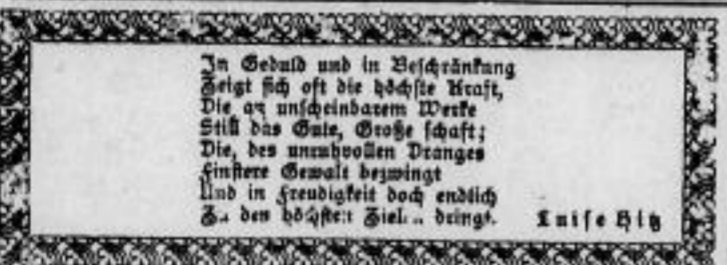 In Geduld und in Beschränkung
Zeigt sich oft die höchste Kraft,
Die an unscheinbarem Werke
Still das Gute, Große schaft;
Die, des unruhvollen Dranges
Finstere Gewalt bezwingt
Und in Freudigkeit doch endlich
Zu den höchsten Zielen dringt.
Luise Hitz